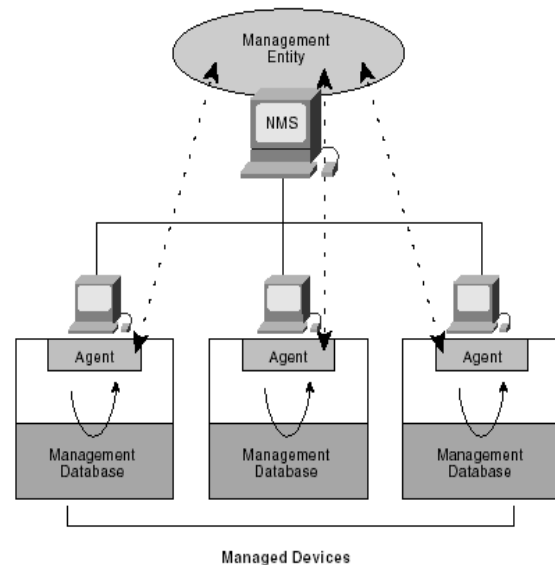 Management
Entity
NMS
Agent
Agent
Agent
Management
Database
Management
Database
Management
Database
Managed Devices